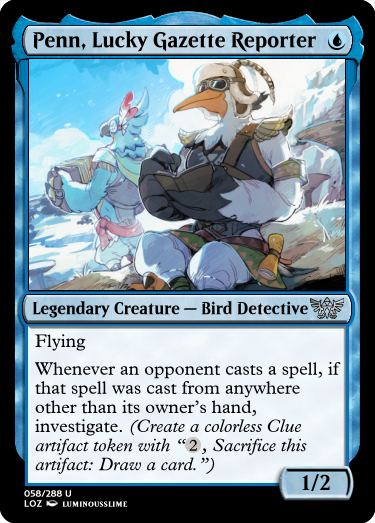 Penn, Lucky Gazette Reporter
Legendary Creature — Bird Detective
Flying
Whenever an opponent casts a spell, if
that spell was cast from anywhere
other than its owner's hand,
investigate. (Create a colorless Clue
artifact token with “2, Sacrifice this
artifact: Draw a card.”)
1/2
058/288 U
LOZ LUMINOUSSLIME